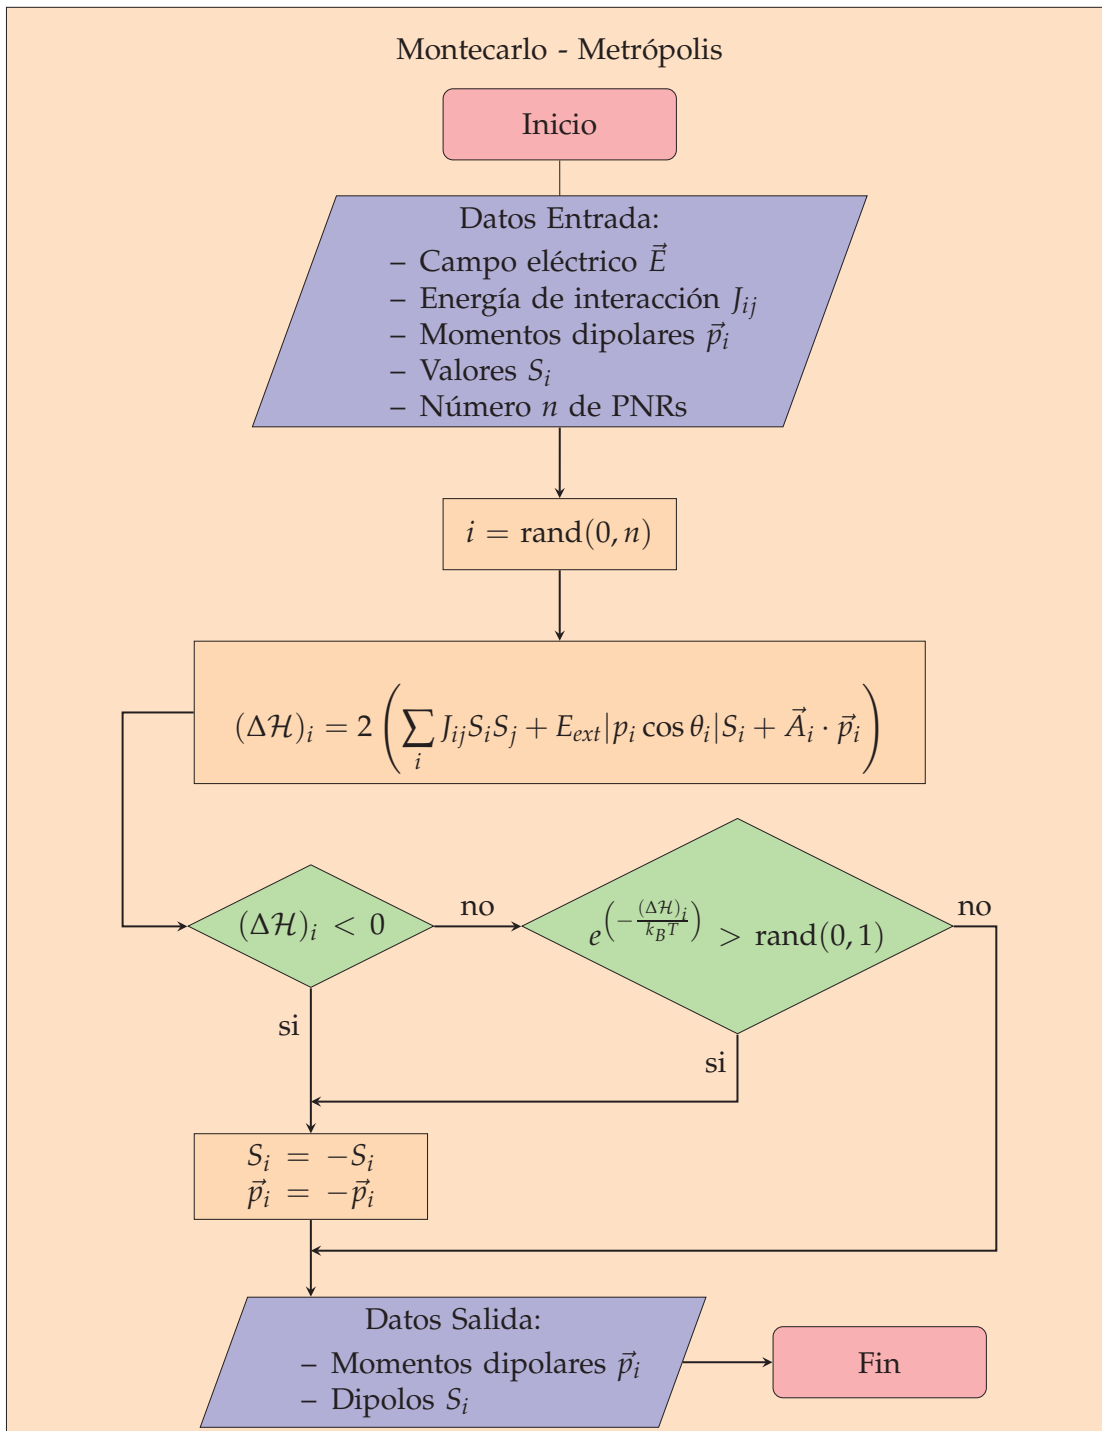 Montecarlo - Metrópolis
Inicio
Datos Entrada:
– Campo eléctrico $\vec{E}$
– Energía de interacción $J_{ij}$
– Momentos dipolares $\vec{p}_i$
– Valores $S_i$
– Número $n$ de PNRs
$i = \text{rand}(0, n)$
$(\Delta\mathcal{H})_i = 2\left(\sum_i J_{ij} S_i S_j + E_{ext}|p_i \cos\theta_i|S_i + \vec{A}_i \cdot \vec{p}_i\right)$
$(\Delta\mathcal{H})_i < 0$
no
$e^{\left(-\frac{(\Delta\mathcal{H})_i}{k_B T}\right)} > \text{rand}(0, 1)$
no
si
si
$S_i = -S_i$
$\vec{p}_i = -\vec{p}_i$
Datos Salida:
– Momentos dipolares $\vec{p}_i$
– Dipolos $S_i$
Fin